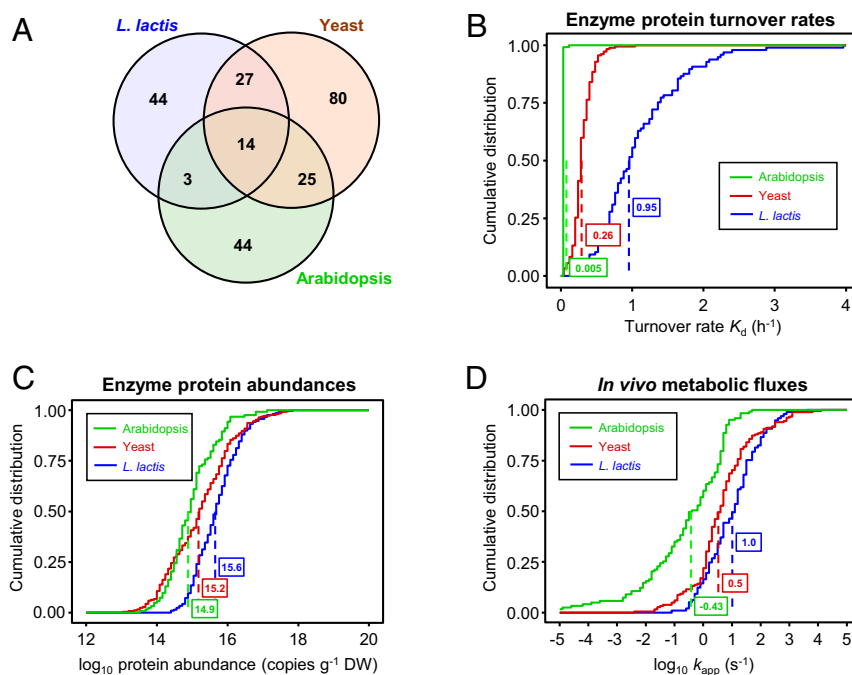 A
L. lactis
Yeast
44
27
80
14
3
25
44
Arabidopsis
B
Enzyme protein turnover rates
Cumulative distribution
1.00
0.75
0.50
0.25
0.00
Arabidopsis
Yeast
L. lactis
0.95
0.26
0.005
0 1 2 3 4
Turnover rate Kd (h-1)
C
Enzyme protein abundances
Cumulative distribution
1.00
0.75
0.50
0.25
0.00
Arabidopsis
Yeast
L. lactis
15.6
15.2
14.9
12 14 16 18 20
log10 protein abundance (copies g-1 DW)
D
In vivo metabolic fluxes
Cumulative distribution
1.00
0.75
0.50
0.25
0.00
Arabidopsis
Yeast
L. lactis
1.0
0.5
-0.43
-5 -4 -3 -2 -1 0 1 2 3 4 5
log10 kapp (s-1)